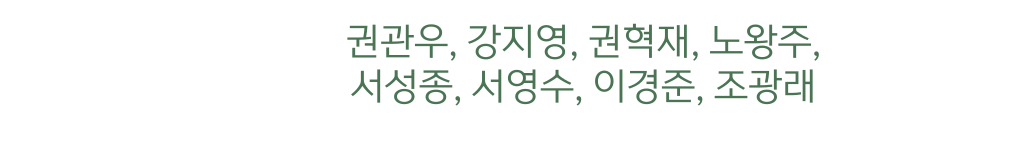 권관우, 강지영, 권혁재, 노왕주,
서성종, 서영수, 이경준, 조광래